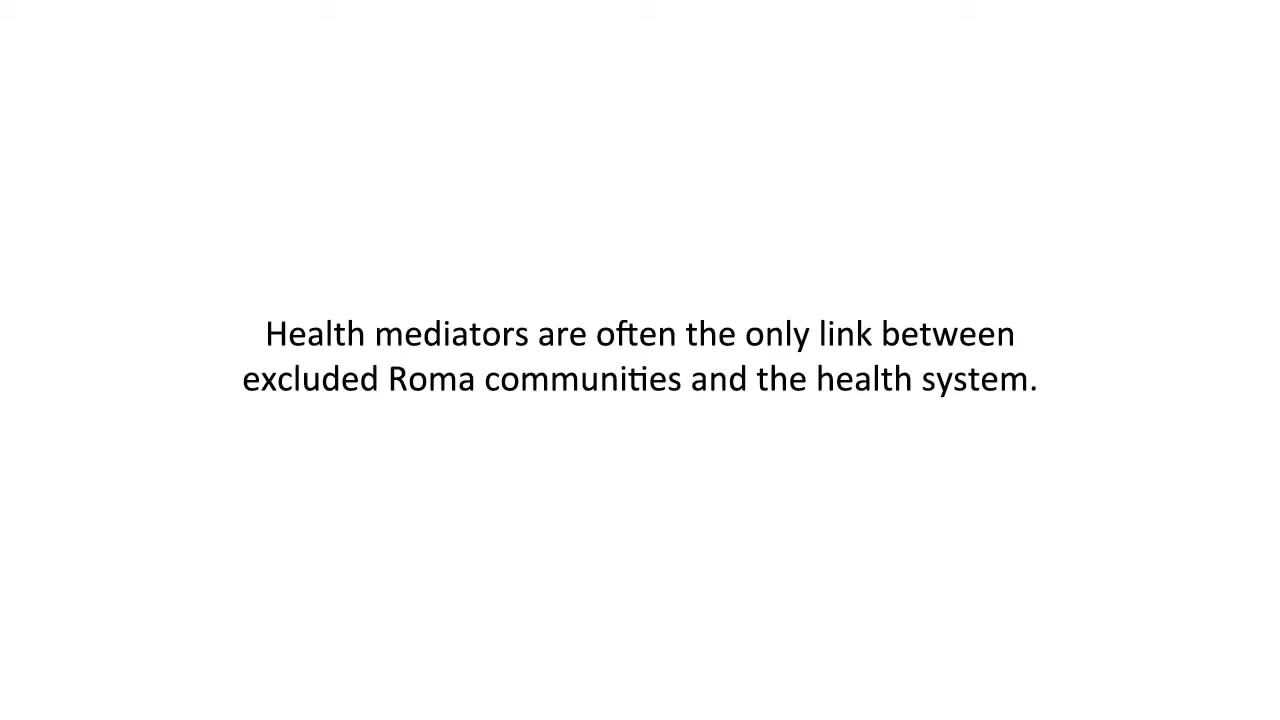 Health mediators are often the only link between
excluded Roma communities and the health system.